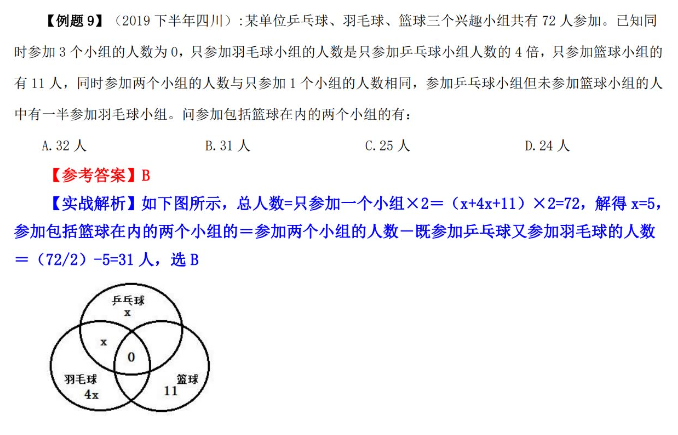 【例题 9】（2019 下半年四川）:某单位乒乓球、羽毛球、篮球三个兴趣小组共有 72 人参加。已知同
时参加 3 个小组的人数为 0，只参加羽毛球小组的人数是只参加乒乓球小组人数的 4 倍，只参加篮球小组的
有 11 人，同时参加两个小组的人数与只参加 1 个小组的人数相同，参加乒乓球小组但未参加篮球小组的人
中有一半参加羽毛球小组。问参加包括篮球在内的两个小组的有：
A.32 人 B.31 人 C.25 人 D.24 人
【参考答案】B
【实战解析】如下图所示，总人数=只参加一个小组×2＝（x+4x+11）×2=72，解得 x=5，
参加包括篮球在内的两个小组的＝参加两个小组的人数－既参加乒乓球又参加羽毛球的人数
＝（72/2）-5=31 人，选 B
乒乓球
x
x
0
羽毛球
4x
篮球
11